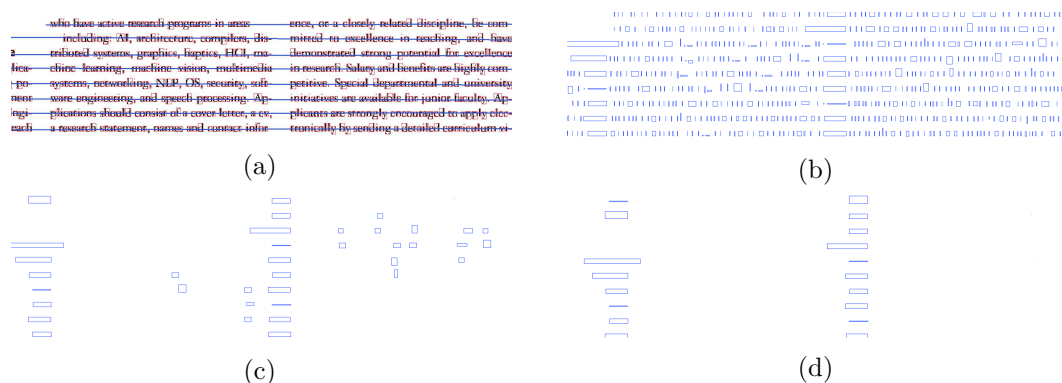 who have active research programs in areas
including: AI, architecture, compilers, dis-
tributed systems, graphics, haptics, HCI, ma-
chine learning, machine vision, multimedia
systems, networking, NLP, OS, security, soft
ware engineering, and speech processing. Ap-
plications should consist of a cover letter, a cv,
a research statement, names and contact infor
ence, or a closely related discipline, be com
mitted to excellence in teaching, and have
demonstrated strong potential for excellence
in research. Salary and benefits are highly com-
petitive. Special departmental and university
initiatives are available for junior faculty. Ap-
plicants are strongly encouraged to apply elec-
tronically by sending a detailed curriculum vi-
(a)
(b)
(c)
(d)